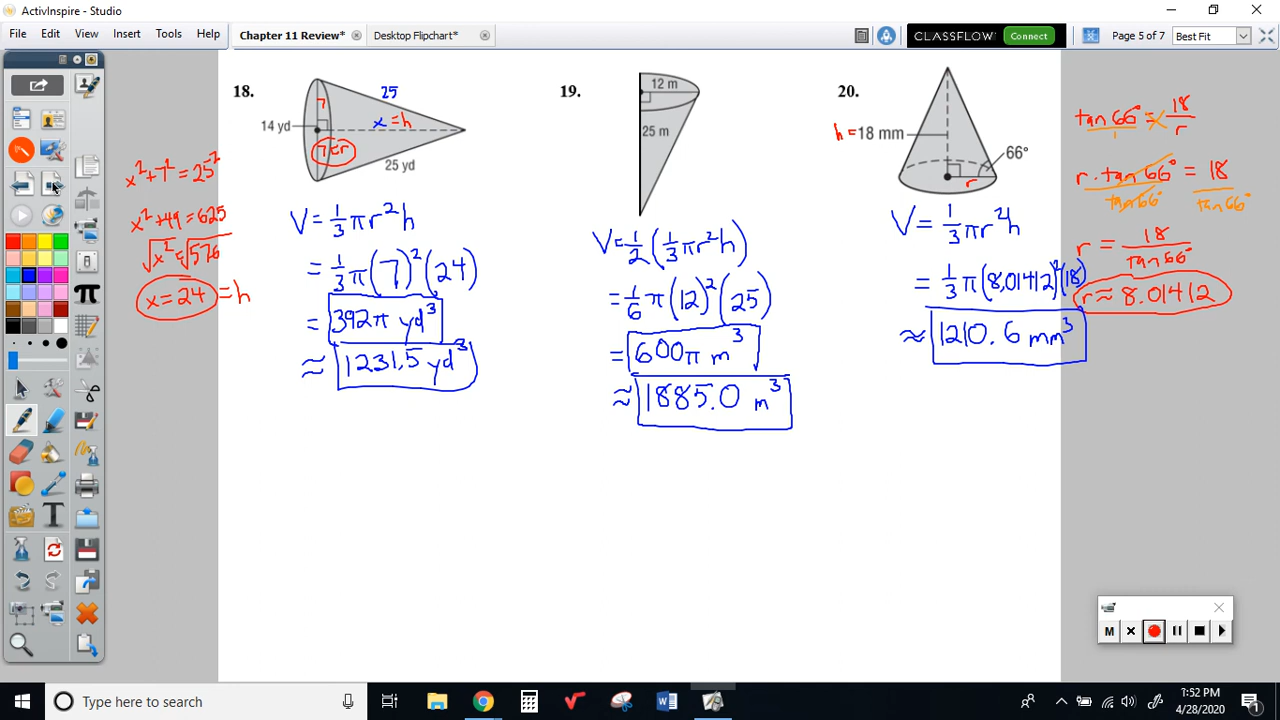 ActivInspire - Studio
File Edit View Insert Tools Help
Chapter 11 Review*
Desktop Flipchart*
CLASSFLOW Connect
Page 5 of 7
Best Fit
18.
14 yd
25
7
x = h
7 = r
25 yd
x² + 7² = 25²
x² + 49 = 625
√x² = √576
x = 24 = h
V = 1/3 πr²h
= 1/3 π(7)²(24)
= 392π yd³
≈ 1231.5 yd³
19.
12 m
25 m
V = 1/2 (1/3 πr²h)
= 1/6 π(12)²(25)
= 600π m³
≈ 1885.0 m³
20.
h = 18 mm
66°
r
V = 1/3 πr²h
= 1/3 π(8.01412)²(18)
≈ 1210.6 mm³
tan 66°/1 = 18/r
r · tan 66°/tan 66° = 18/tan 66°
r = 18/tan 66°
r ≈ 8.01412
M
Type here to search
7:52 PM
4/28/2020
1